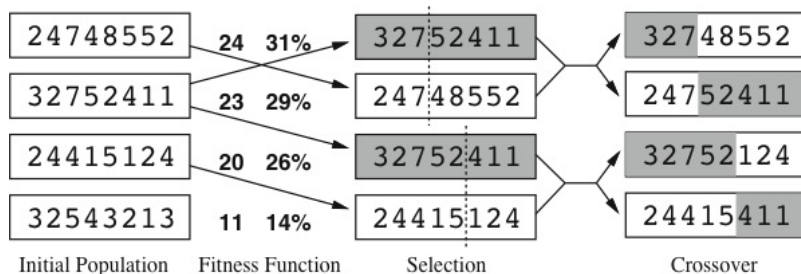 24748552 24 31% 32752411 32748552
32752411 23 29% 24748552 24752411
24415124 20 26% 32752411 32752124
32543213 11 14% 24415124 24415411
Initial Population Fitness Function Selection Crossover